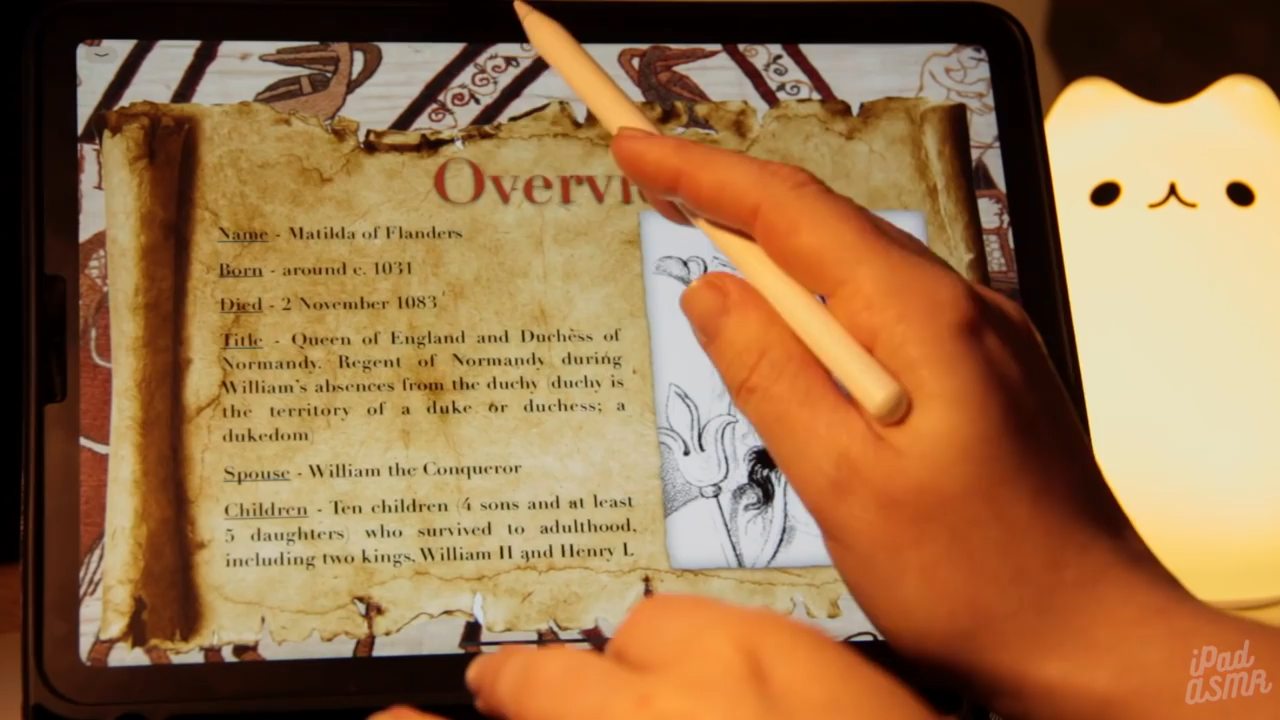 Overvi
Name - Matilda of Flanders
Born - around c. 1031
Died - 2 November 1083
Title - Queen of England and Duchess of
Normandy. Regent of Normandy during
William's absences from the duchy (duchy is
the territory of a duke or duchess; a
dukedom)
Spouse - William the Conqueror
Children - Ten children (4 sons and at least
5 daughters) who survived to adulthood,
including two kings, William II and Henry I.
iPad
asmr